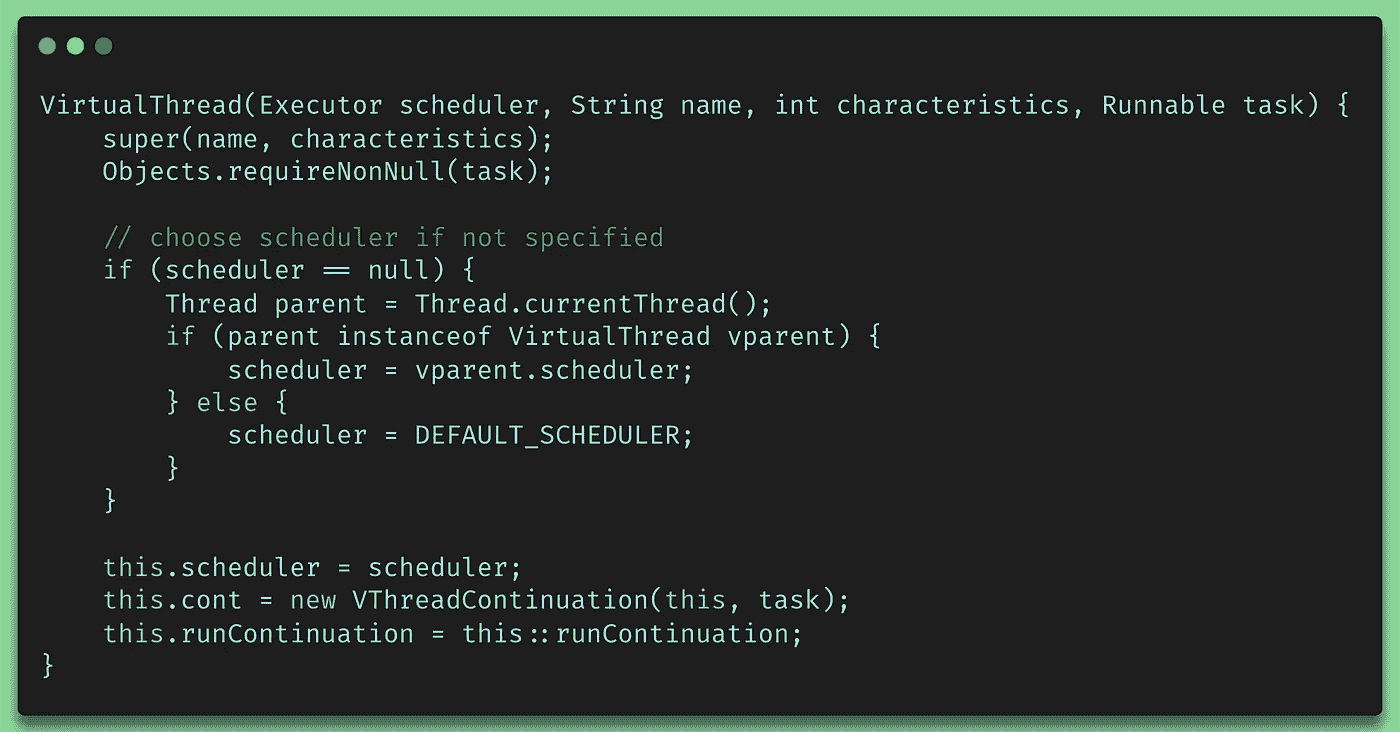 VirtualThread(Executor scheduler, String name, int characteristics, Runnable task) {
    super(name, characteristics);
    Objects.requireNonNull(task);

    // choose scheduler if not specified
    if (scheduler == null) {
        Thread parent = Thread.currentThread();
        if (parent instanceof VirtualThread vparent) {
            scheduler = vparent.scheduler;
        } else {
            scheduler = DEFAULT_SCHEDULER;
        }
    }

    this.scheduler = scheduler;
    this.cont = new VThreadContinuation(this, task);
    this.runContinuation = this::runContinuation;
}